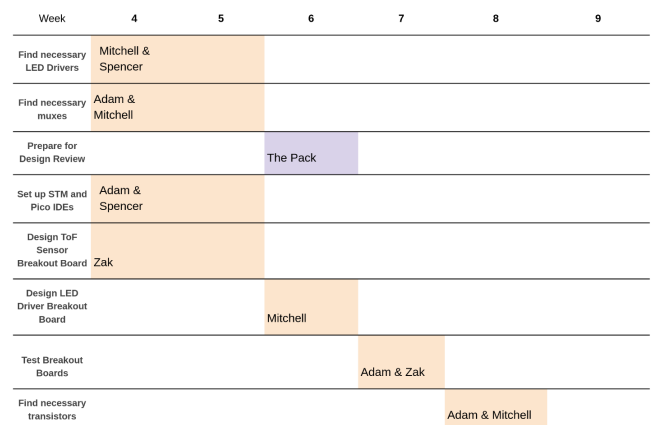 Week 4 5 6 7 8 9
Find necessary
LED Drivers
Mitchell &
Spencer
Find necessary
muxes
Adam &
Mitchell
Prepare for
Design Review
The Pack
Set up STM and
Pico IDEs
Adam &
Spencer
Design ToF
Sensor
Breakout Board
Zak
Design LED
Driver Breakout
Board
Mitchell
Test Breakout
Boards
Adam & Zak
Find necessary
transistors
Adam & Mitchell